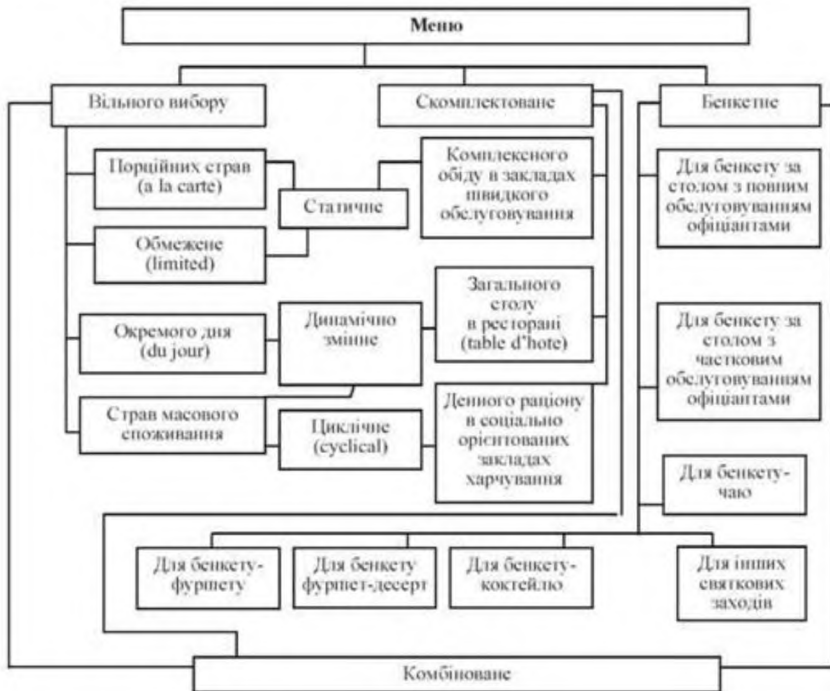 Меню
Вільного вибору
Скомплектоване
Бенкетне
Порційних страв
(a la carte)
Статичне
Комплексного
обіду в закладах
швидкого
обслуговування
Для бенкету за
столом з повним
обслуговуванням
офіціантами
Обмежене
(limited)
Окремого дня
(du jour)
Динамічно
змінне
Загального
столу
в ресторані
(table d'hote)
Для бенкету за
столом з
частковим
обслуговуванням
офіціантами
Страв масового
споживання
Циклічне
(cyclical)
Денного раціону
в соціально
орієнтованих
закладах
харчування
Для бенкету-
чаю
Для бенкету-
фуршету
Для бенкету
фуршет-десерт
Для бенкету-
коктейлю
Для інших
святкових
заходів
Комбіноване